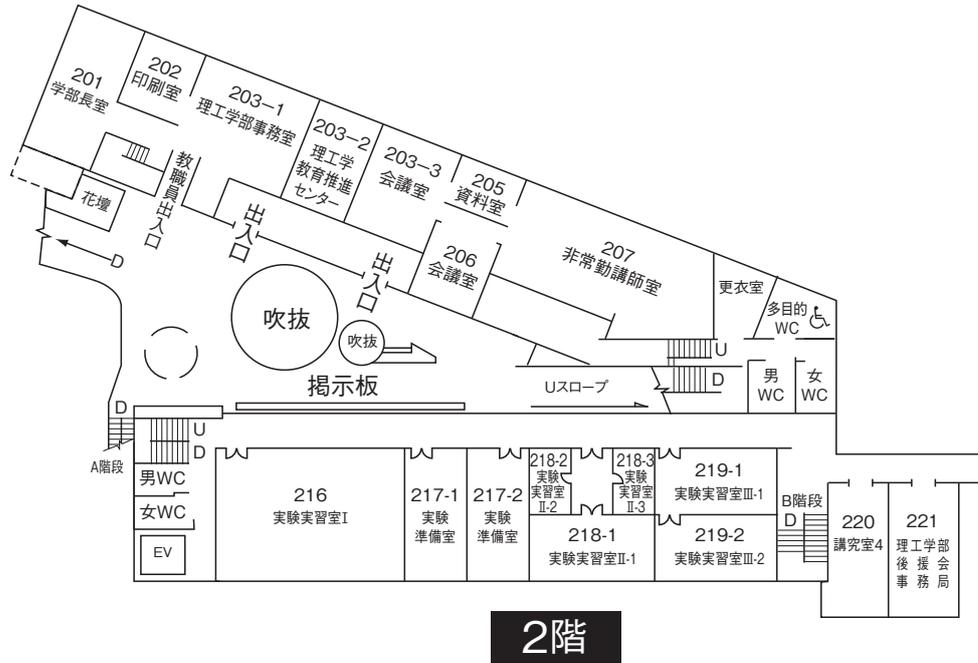 201
学部長室
202
印刷室
203−1
理工学部事務室
203−2
理工学
教育推進
センター
203−3
会議室
205
資料室
206
会議室
207
非常勤講師室
更衣室
多目的
WC
教職員出入口
花壇
D
出入口
出入口
吹抜
吹抜
掲示板
Uスロープ
U
D
男
WC
女
WC
D
A階段
U
D
男WC
女WC
EV
216
実験実習室I
217-1
実験
準備室
217-2
実験
準備室
218-2
実験
実習室
II-2
218-3
実験
実習室
II-3
218-1
実験実習室II-1
219-1
実験実習室III-1
219-2
実験実習室III-2
B階段
D
220
講究室4
221
理工学部
後援会
事務局
2階